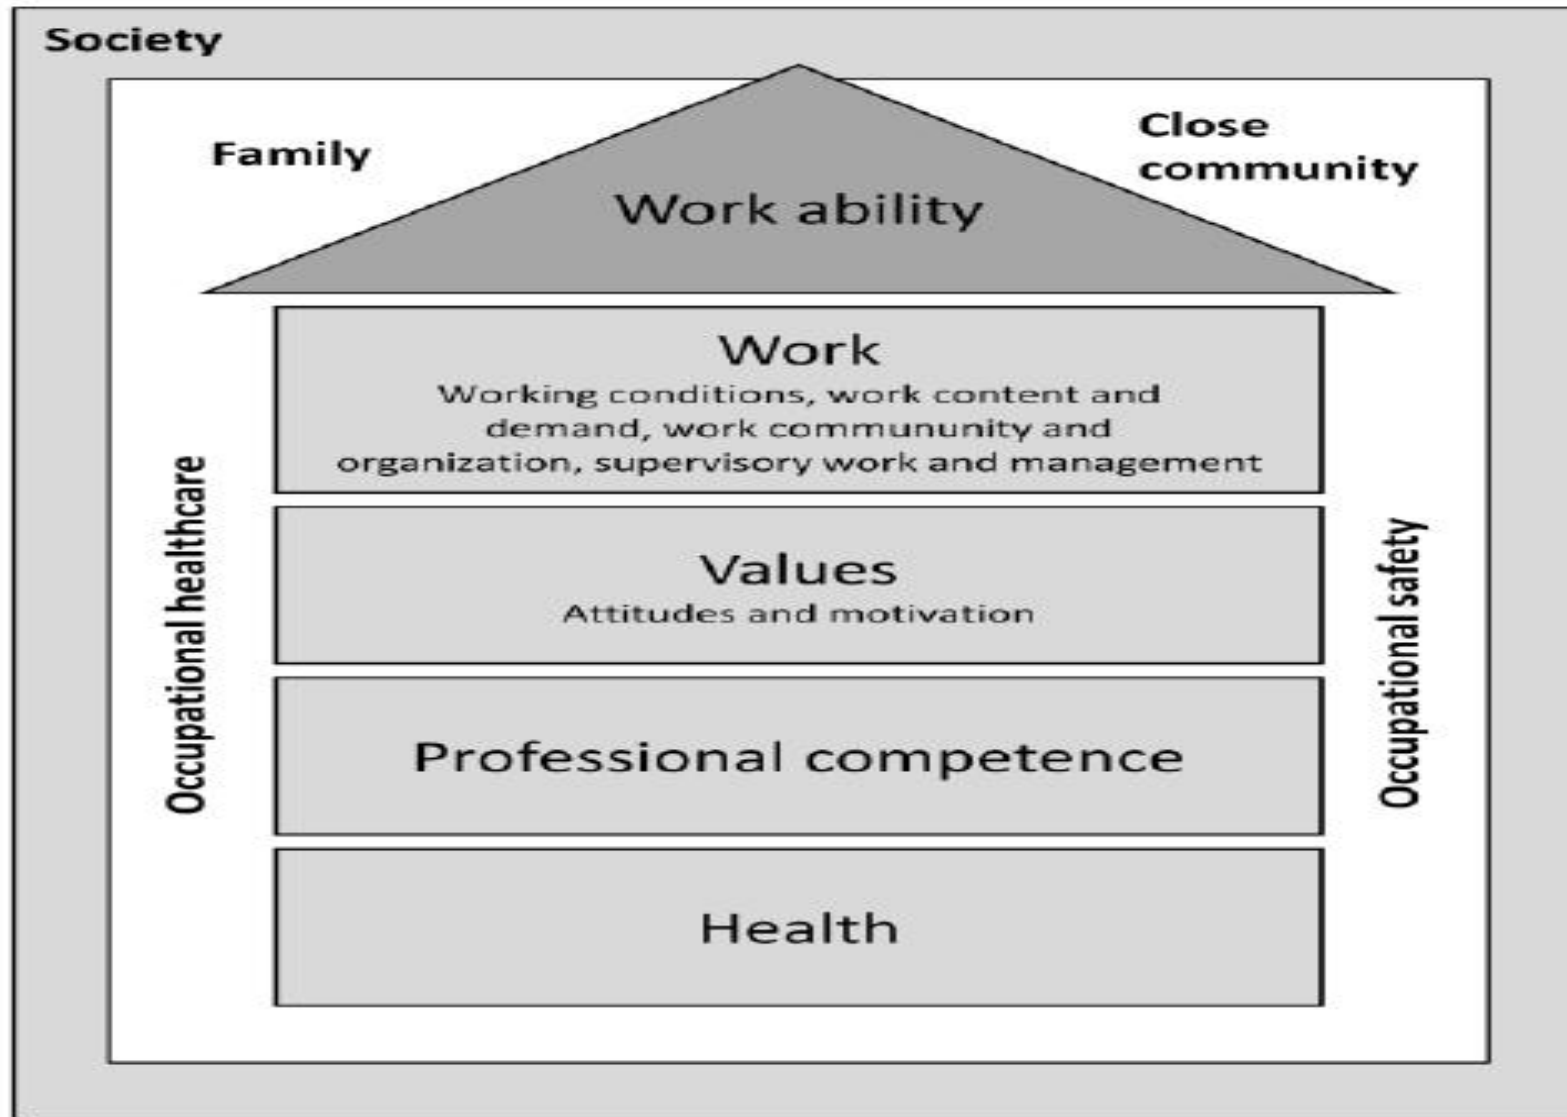 Society
Family
Close
community
Work ability
Work
Working conditions, work content and
demand, work commununity and
organization, supervisory work and management
Occupational healthcare
Values
Attitudes and motivation
Occupational safety
Professional competence
Health